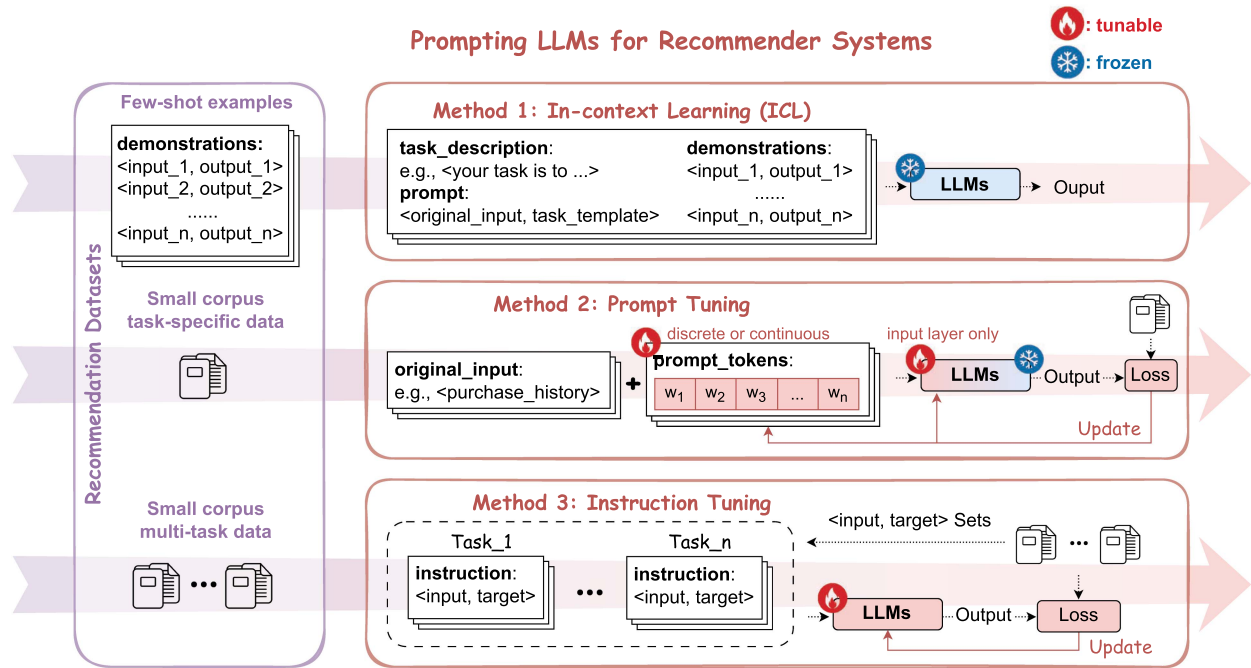 Prompting LLMs for Recommender Systems
: tunable
: frozen
Recommendation Datasets
Few-shot examples
demonstrations:
<input_1, output_1>
<input_2, output_2>
......
<input_n, output_n>
Small corpus
task-specific data
Small corpus
multi-task data
•••
Method 1: In-context Learning (ICL)
task_description:
e.g., <your task is to ...>
prompt:
<original_input, task_template>
demonstrations:
<input_1, output_1>
......
<input_n, output_n>
LLMs
Ouput
Method 2: Prompt Tuning
original_input:
e.g., <purchase_history>
+
discrete or continuous
prompt_tokens:
w1 w2 w3 ... wn
input layer only
LLMs
Output
Loss
Update
Method 3: Instruction Tuning
Task_1
instruction:
<input, target>
•••
Task_n
instruction:
<input, target>
<input, target> Sets
•••
LLMs
Output
Loss
Update